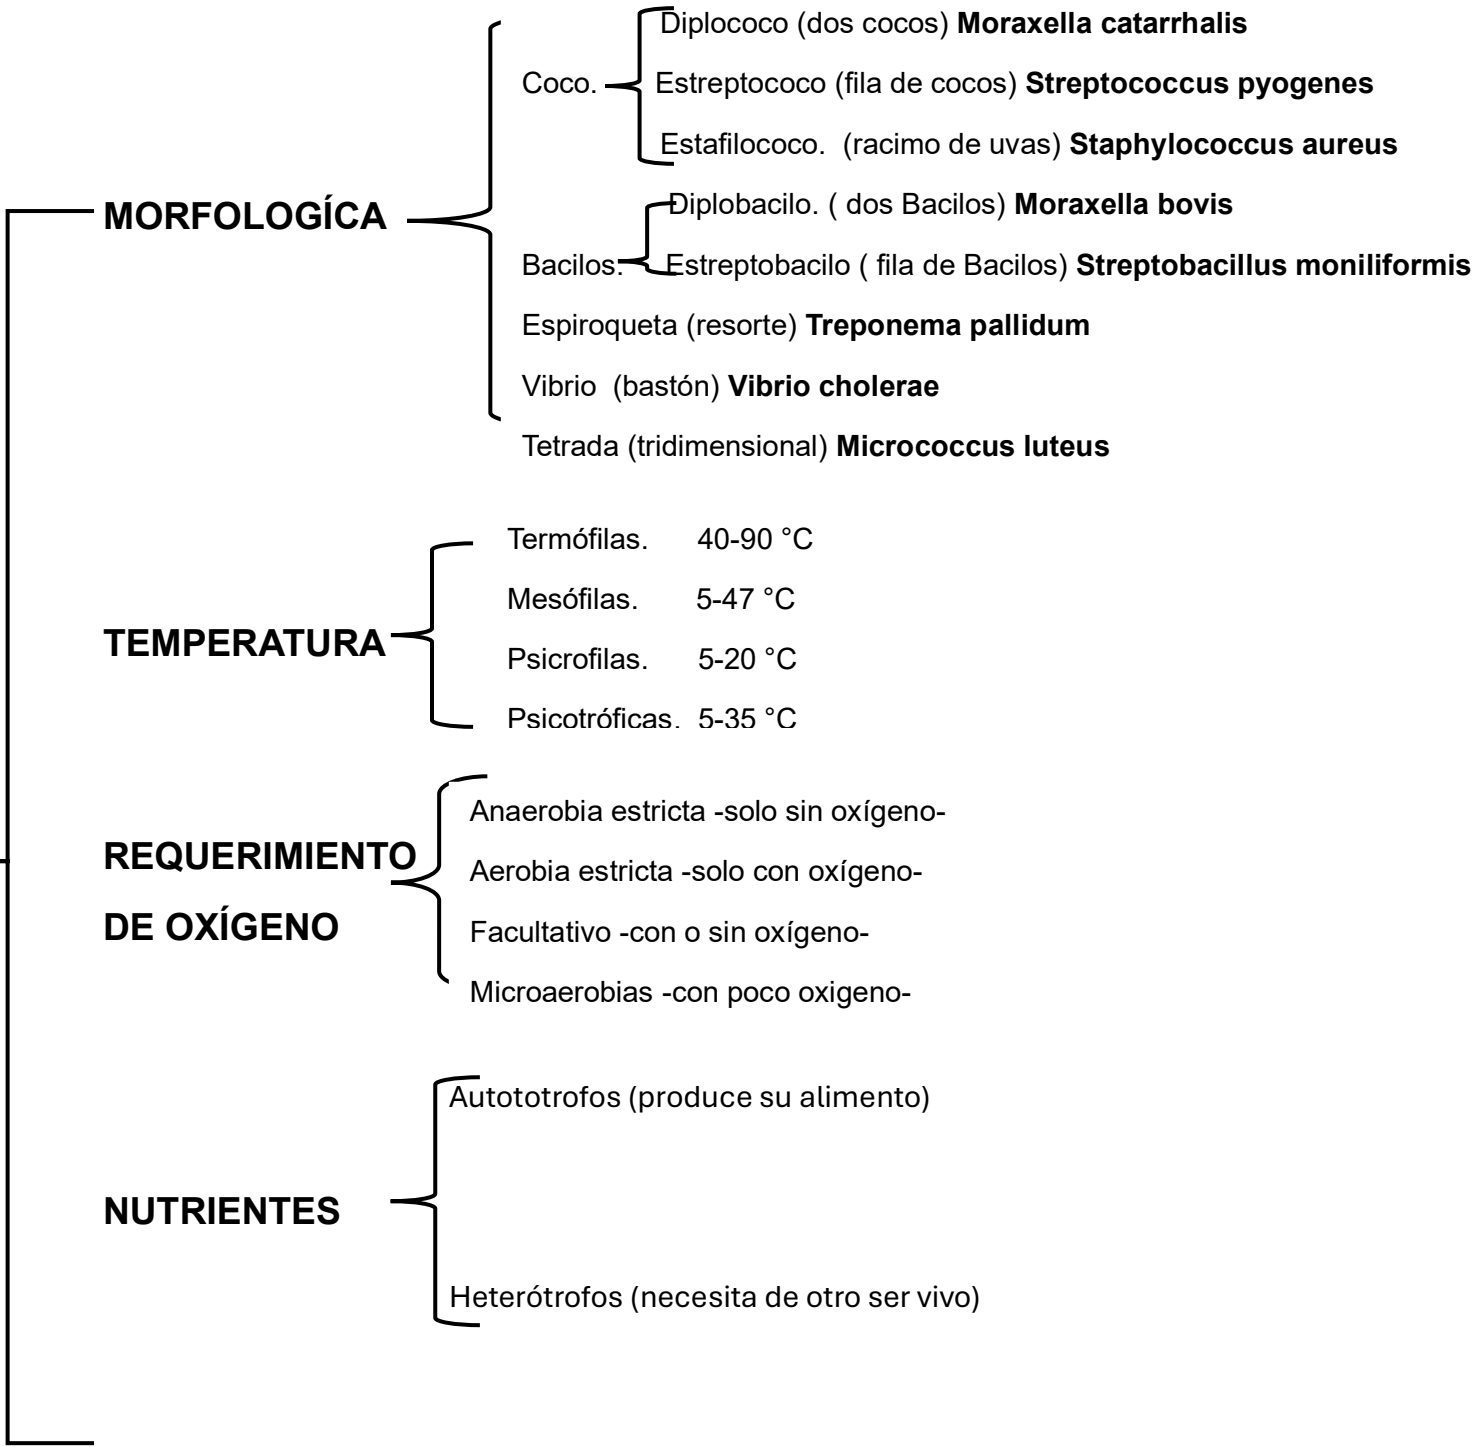 Diplococo (dos cocos) Moraxella catarrhalis
Coco. Estreptococo (fila de cocos) Streptococcus pyogenes
Estafilococo. (racimo de uvas) Staphylococcus aureus
MORFOLOGÍCA Diplobacilo. ( dos Bacilos) Moraxella bovis
Bacilos. Estreptobacilo ( fila de Bacilos) Streptobacillus moniliformis
Espiroqueta (resorte) Treponema pallidum
Vibrio (bastón) Vibrio cholerae
Tetrada (tridimensional) Micrococcus luteus
Termófilas. 40-90 °C
Mesófilas. 5-47 °C
TEMPERATURA
Psicrofilas. 5-20 °C
Psicotróficas. 5-35 °C
Anaerobia estricta -solo sin oxígeno-
REQUERIMIENTO
Aerobia estricta -solo con oxígeno-
DE OXÍGENO
Facultativo -con o sin oxígeno-
Microaerobias -con poco oxigeno-
Autototrofos (produce su alimento)
NUTRIENTES
Heterótrofos (necesita de otro ser vivo)